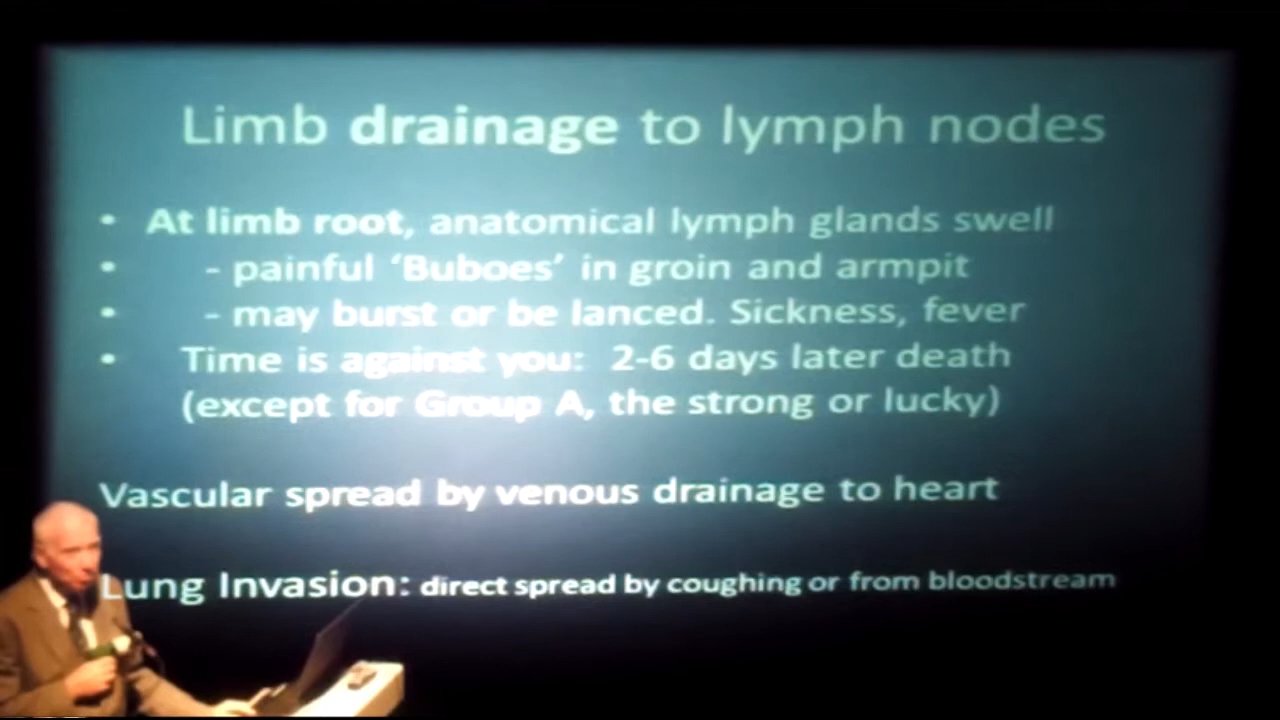 Limb drainage to lymph nodes
• At limb root, anatomical lymph glands swell
• - painful ‘Buboes’ in groin and armpit
• - may burst or be lanced. Sickness, fever
• Time is against you: 2-6 days later death
(except for Group A, the strong or lucky)
Vascular spread by venous drainage to heart
Lung Invasion: direct spread by coughing or from bloodstream